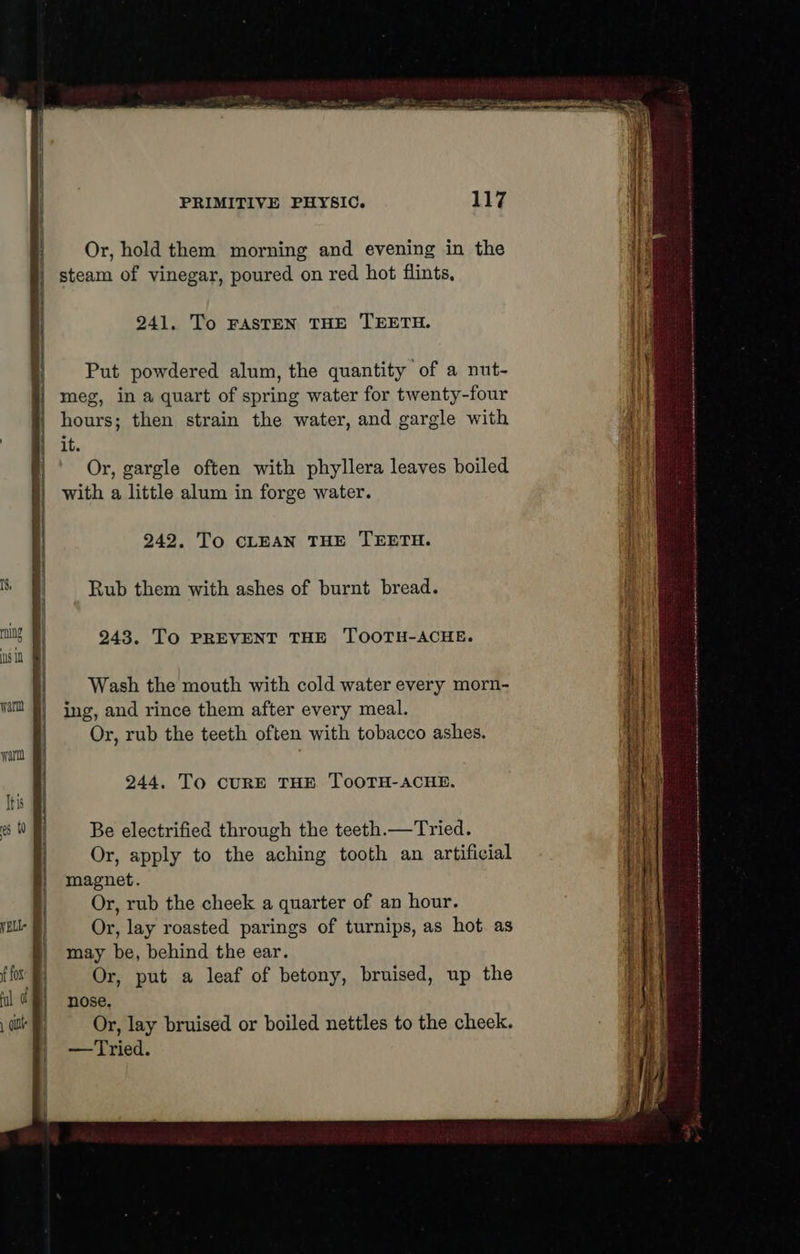 PRIMITIVE PHYSIC. 117
Or, hold them morning and evening in the
steam of vinegar, poured on red hot flints,
241. To FASTEN THE TEETH.
Put powdered alum, the quantity of a nut-
meg, in a quart of spring water for twenty-four
hours; then strain the water, and gargle with
it.
Or, gargle often with phyllera leaves boiled
with a little alum in forge water.
242. To CLEAN THE TEETH.
Rub them with ashes of burnt bread.
243. To PREVENT THE TOOTH-ACHE.
Wash the mouth with cold water every morn-
ing, and rince them after every meal.
Or, rub the teeth often with tobacco ashes.
244. To CURE THE TOOTH-ACHE.
Be electrified through the teeth.—Tried.
Or, apply to the aching tooth an artificial
magnet.
Or, rub the cheek a quarter of an hour.
Or, lay roasted parings of turnips, as hot as
may be, behind the ear.
Or, put a leaf of betony, bruised, up the
nose.
Or, lay bruised or boiled nettles to the cheek.
—Tried.